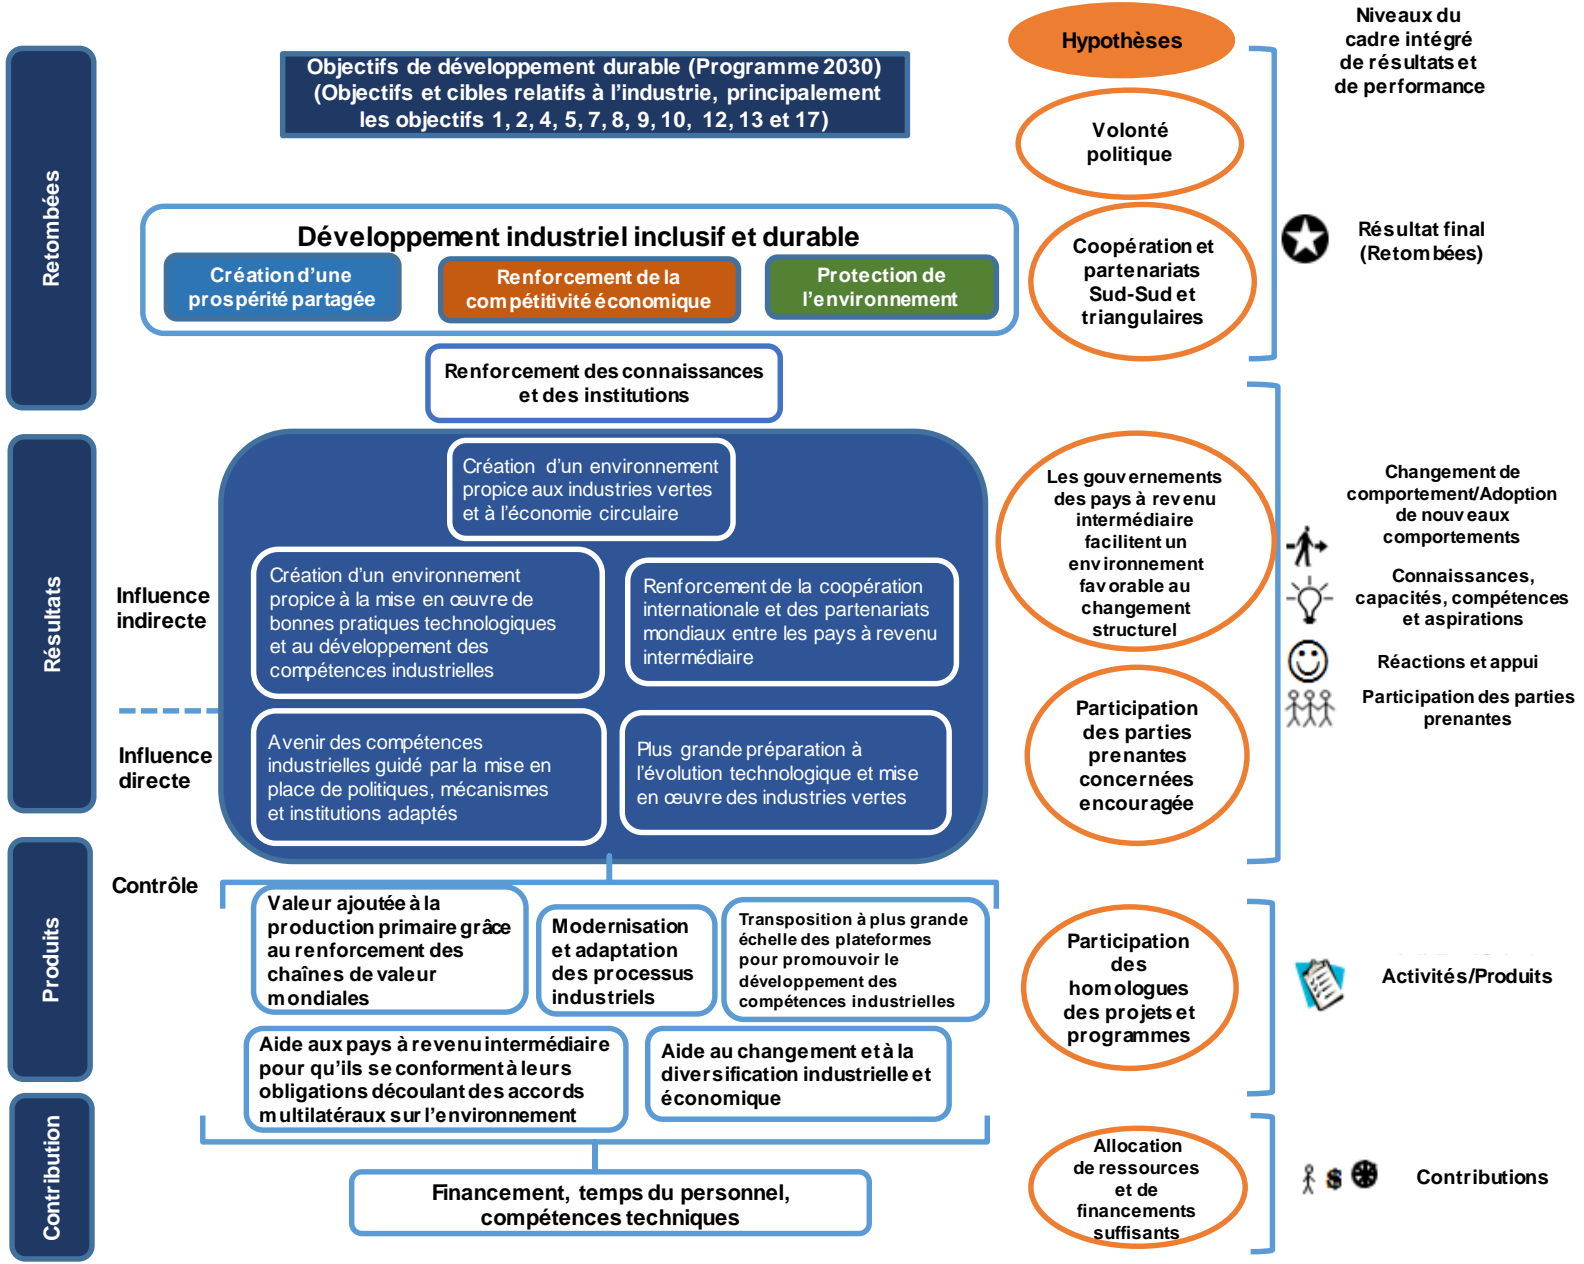 Hypothèses
Niveaux du
cadre intégré
de résultats et
de performance
Objectifs de développement durable (Programme 2030)
(Objectifs et cibles relatifs à l'industrie, principalement
les objectifs 1, 2, 4, 5, 7, 8, 9, 10, 12, 13 et 17)
Volonté
politique
Retombées
Développement industriel inclusif et durable
Création d'une
prospérité partagée
Renforcement de la
compétitivité économique
Protection de
l'environnement
Coopération et
partenariats
Sud-Sud et
triangulaires
Résultat final
(Retombées)
Renforcement des connaissances
et des institutions
Résultats
Influence
indirecte
Influence
directe
Création d'un environnement
propice aux industries vertes
et à l'économie circulaire
Création d'un environnement
propice à la mise en œuvre de
bonnes pratiques technologiques
et au développement des
compétences industrielles
Renforcement de la coopération
internationale et des partenariats
mondiaux entre les pays à revenu
intermédiaire
Avenir des compétences
industrielles guidé par la mise en
place de politiques, mécanismes
et institutions adaptés
Plus grande préparation à
l'évolution technologique et mise
en œuvre des industries vertes
Les gouvernements
des pays à revenu
intermédiaire
facilitent un
environnement
favorable au
changement
structurel
Participation
des parties
prenantes
concernées
encouragée
Changement de
comportement/Adoption
de nouveaux
comportements
Connaissances,
capacités, compétences
et aspirations
Réactions et appui
Participation des parties
prenantes
Produits
Contrôle
Valeur ajoutée à la
production primaire grâce
au renforcement des
chaînes de valeur
mondiales
Modernisation
et adaptation
des processus
industriels
Transposition à plus grande
échelle des plateformes
pour promouvoir le
développement des
compétences industrielles
Aide aux pays à revenu intermédiaire
pour qu'ils se conforment à leurs
obligations découlant des accords
multilatéraux sur l'environnement
Aide au changement et à la
diversification industrielle et
économique
Participation
des
homologues
des projets et
programmes
Activités/Produits
Contribution
Financement, temps du personnel,
compétences techniques
Allocation
de ressources
et de
financements
suffisants
$
Contributions